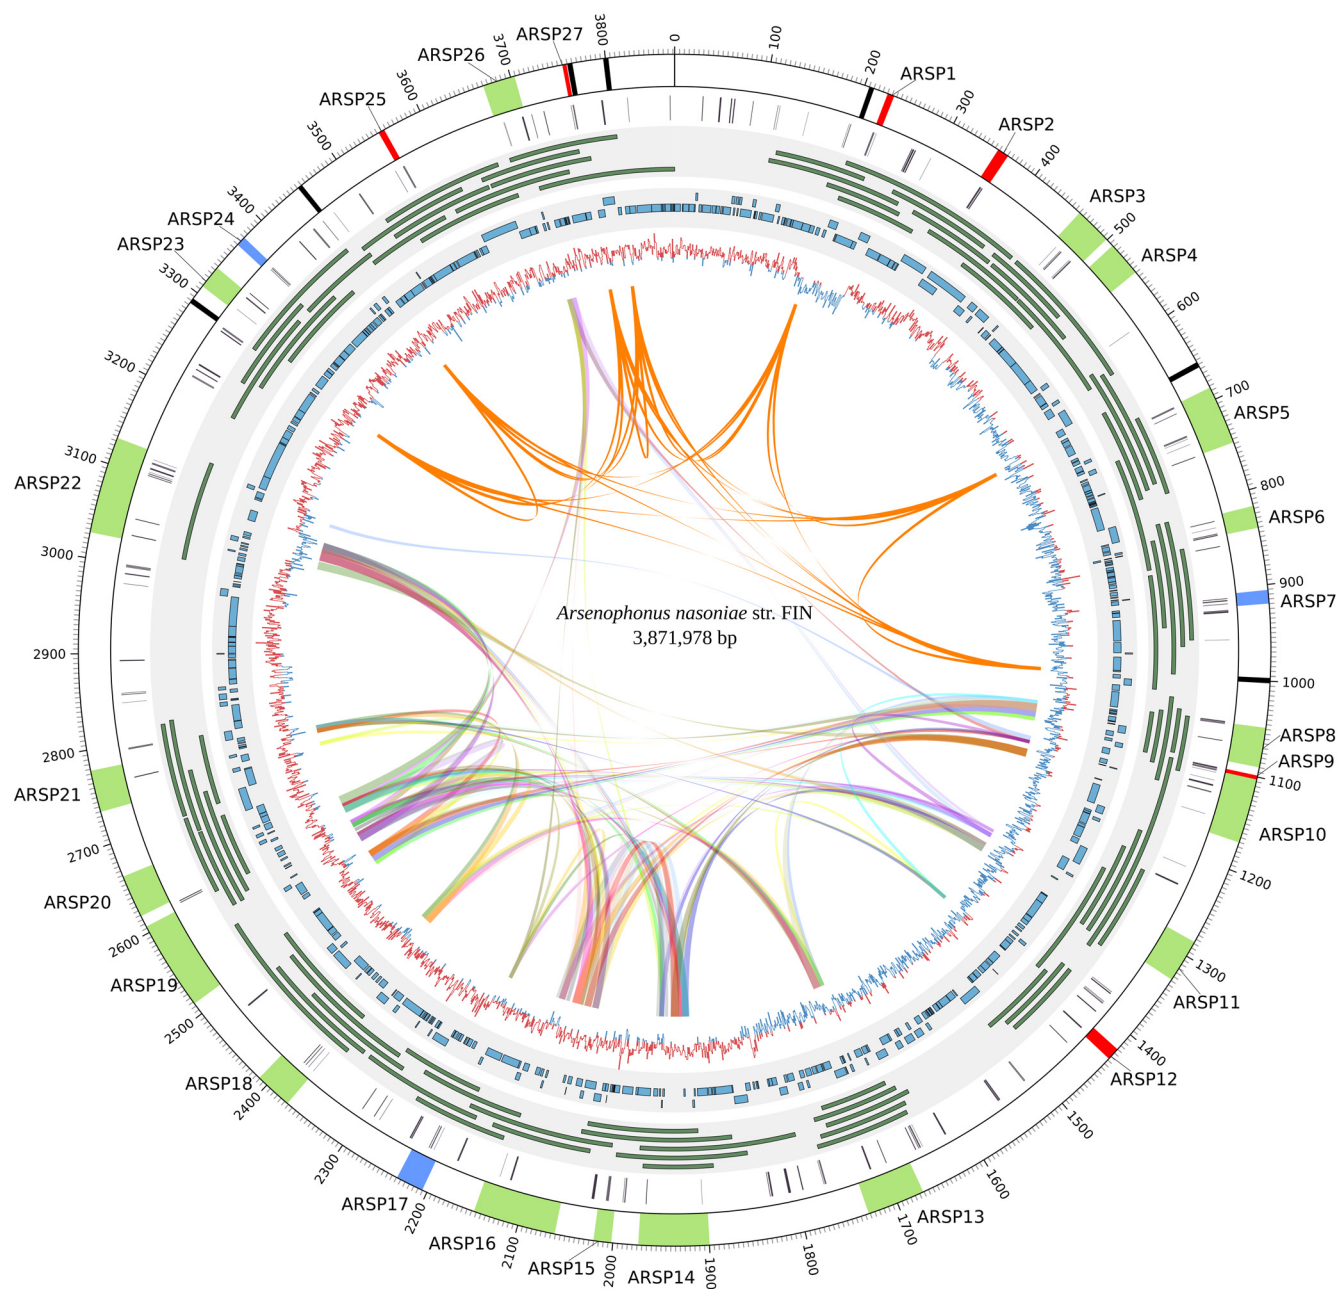 0
100
200
ARSP1
300
ARSP2
400
ARSP3
500
ARSP4
600
700
ARSP5
800
ARSP6
900
ARSP7
1000
ARSP8
ARSP9
1100
ARSP10
1200
1300
ARSP11
1400
ARSP12
1500
1600
ARSP13
1700
1800
1900
ARSP14
2000
ARSP15
2100
ARSP16
2200
ARSP17
2300
2400
ARSP18
2500
ARSP19
2600
ARSP20
2700
ARSP21
2800
2900
3000
ARSP22
3100
3200
3300
ARSP23
ARSP24
3400
3500
ARSP25
3600
ARSP26
3700
ARSP27
3800
Arsenophonus nasoniae str. FIN
3,871,978 bp